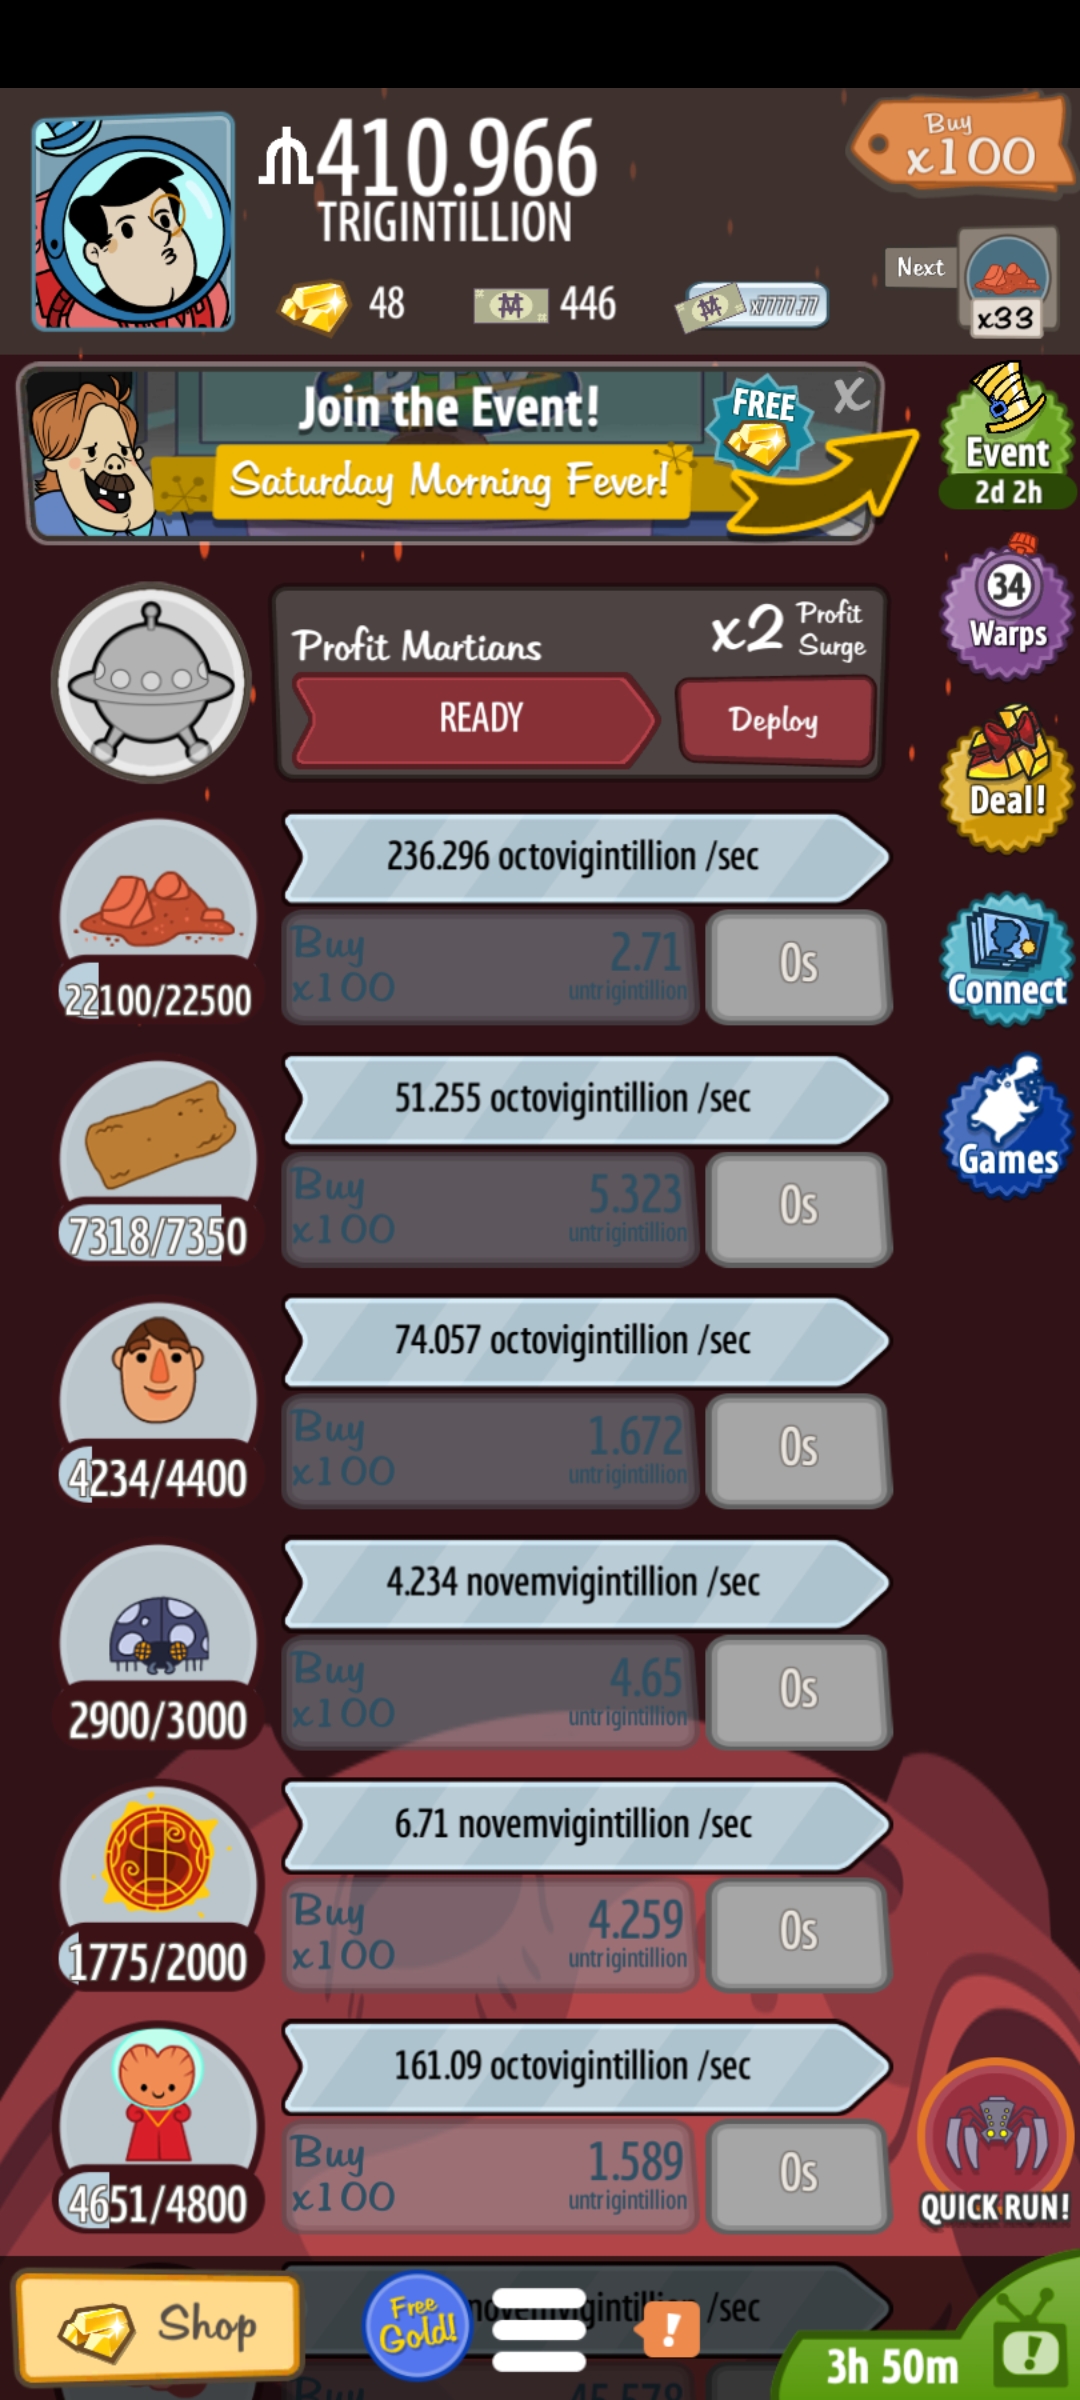 410.966
TRIGINTILLION
Buy
x100
48
446
x7777.77
Next
x33
Join the Event!
FREE
X
Saturday Morning Fever!
Event
2d 2h
Profit Martians
x2 Profit Surge
READY
Deploy
34
Warps
Deal!
236.296 octovigintillion /sec
Buy
x100
2.71
untrigintillion
0s
22100/22500
Connect
51.255 octovigintillion /sec
Buy
x100
5.323
untrigintillion
0s
7318/7350
Games
74.057 octovigintillion /sec
Buy
x100
1.672
untrigintillion
0s
4234/4400
4.234 novemvigintillion /sec
Buy
x100
4.65
untrigintillion
0s
2900/3000
6.71 novemvigintillion /sec
Buy
x100
4.259
untrigintillion
0s
1775/2000
161.09 octovigintillion /sec
Buy
x100
1.589
untrigintillion
0s
4651/4800
QUICK RUN!
Shop
Free
Gold!
/sec
!
3h 50m
!
Buy